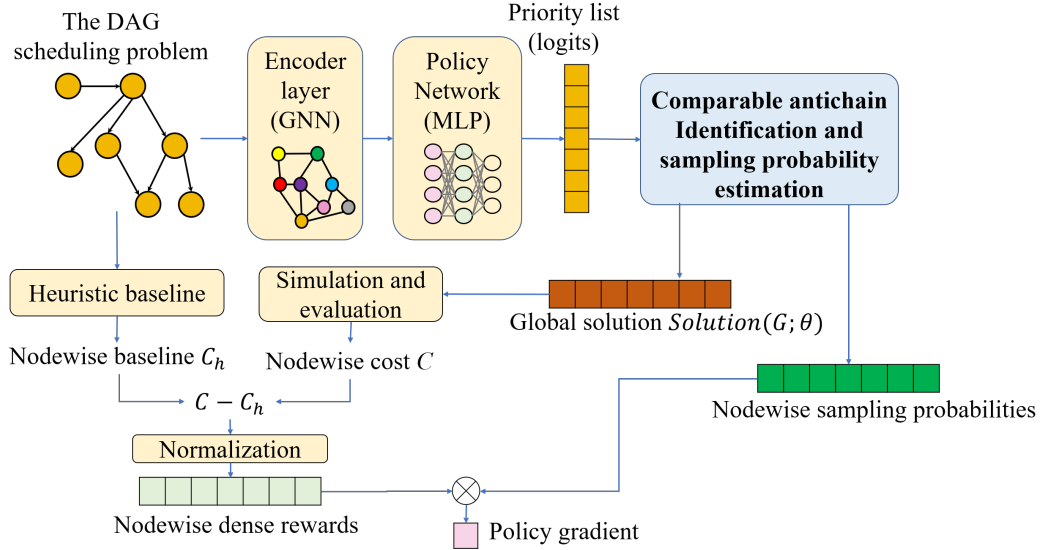 The DAG
scheduling problem
Encoder
layer
(GNN)
Policy
Network
(MLP)
Priority list
(logits)
Comparable antichain
Identification and
sampling probability
estimation
Heuristic baseline
Simulation and
evaluation
Global solution Solution(G; θ)
Nodewise baseline C_h
Nodewise cost C
Nodewise sampling probabilities
C − C_h
Normalization
Nodewise dense rewards
Policy gradient